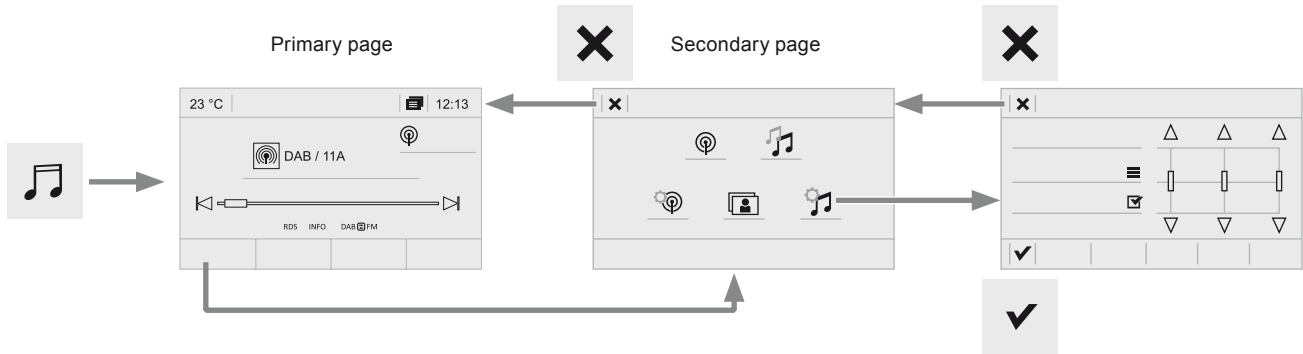 Primary page
Secondary page
23 °C
12:13
DAB / 11A
RDS INFO DAB FM